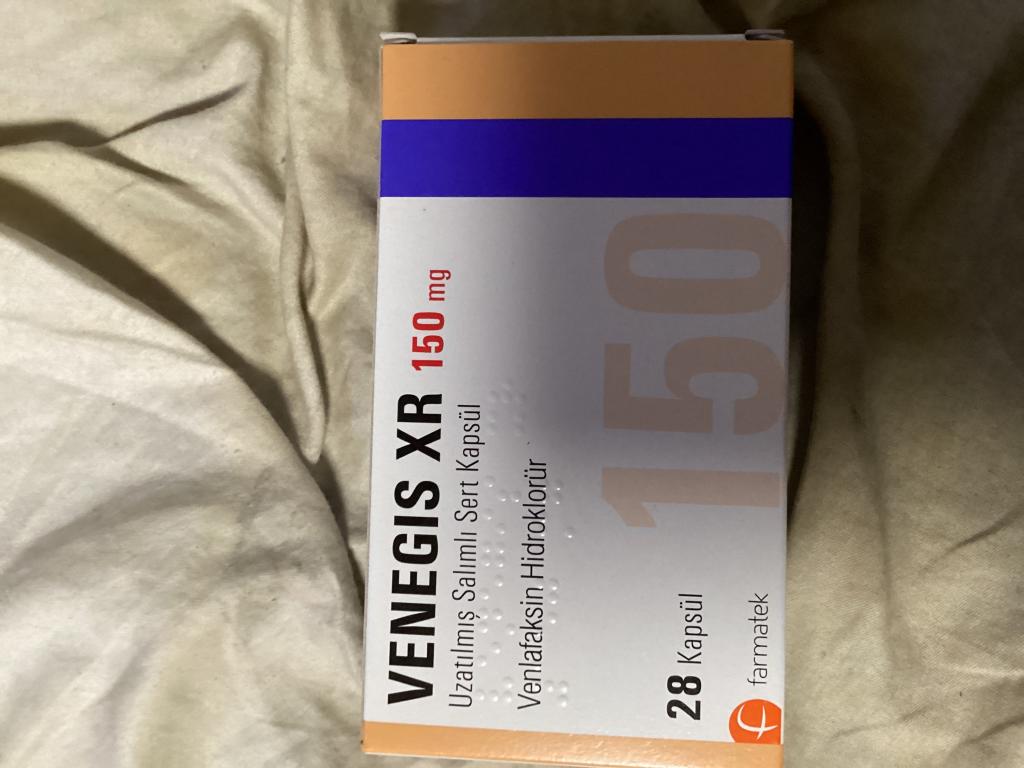 VENEGIS XR 150 mg
Uzatılmış Salımlı Sert Kapsül
Venlafaksin Hidroklorür
150
28 Kapsül
farmatek